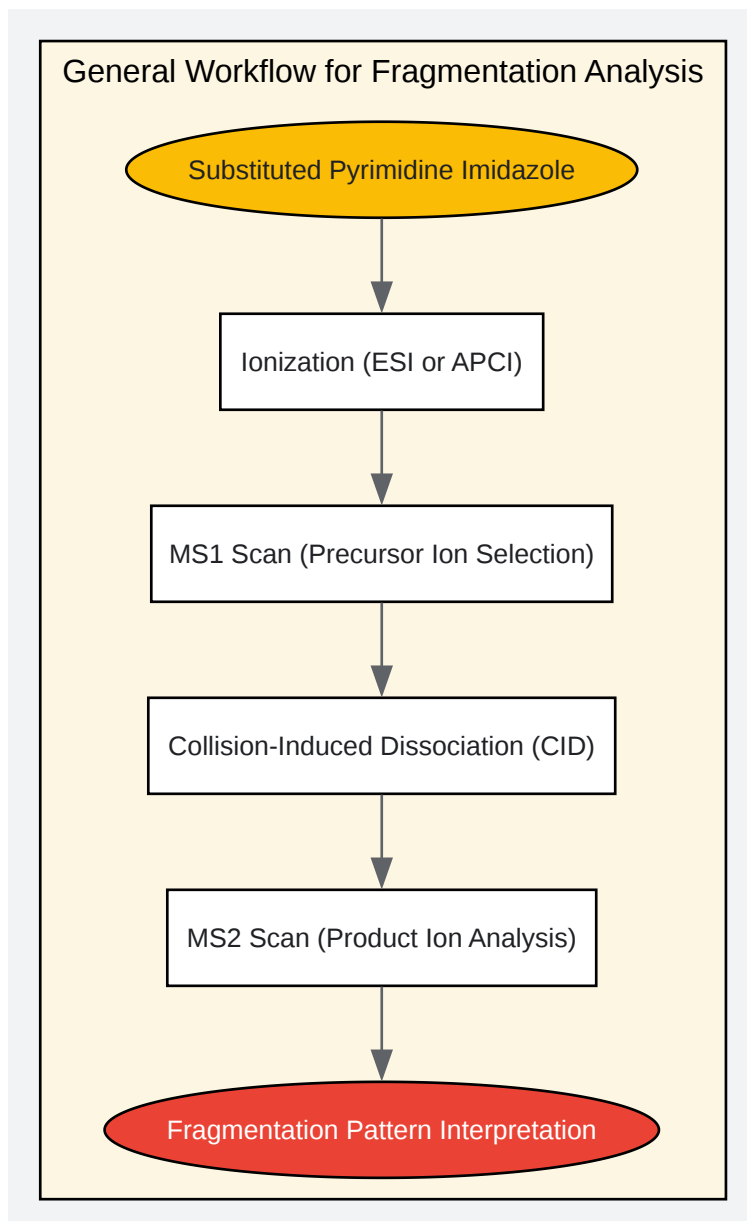 General Workflow for Fragmentation Analysis
Substituted Pyrimidine Imidazole
Ionization (ESI or APCI)
MS1 Scan (Precursor Ion Selection)
Collision-Induced Dissociation (CID)
MS2 Scan (Product Ion Analysis)
Fragmentation Pattern Interpretation